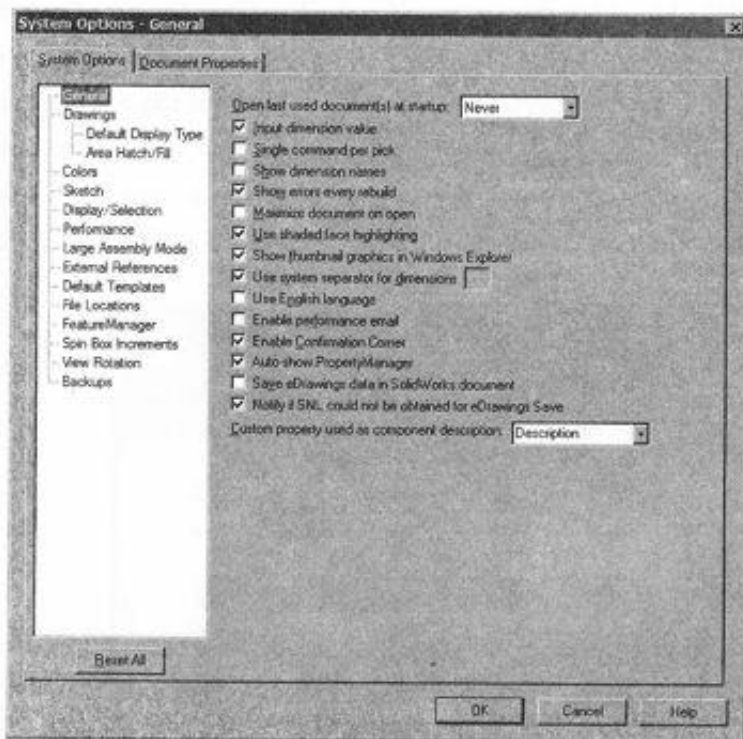 System Options - General
System Options
Document Properties
General
Drawings
Default Display Type
Area Hatch/Fill
Colors
Sketch
Display/Selection
Performance
Large Assembly Mode
External References
Default Templates
File Locations
FeatureManager
Spin Box Increments
View Rotation
Backups
Reset All
Open last used document(s) at startup: Never
Input dimension value
Single command per pick
Show dimension names
Show errors every rebuild
Maximize document on open
Use shaded face highlighting
Show thumbnail graphics in Windows Explorer
Use system separator for dimensions
Use English language
Enable performance email
Enable Confirmation Corner
Auto-show PropertyManager
Save eDrawings data in SolidWorks document
Notify if SNL could not be obtained for eDrawings Save
Custom property used as component description: Description
OK
Cancel
Help